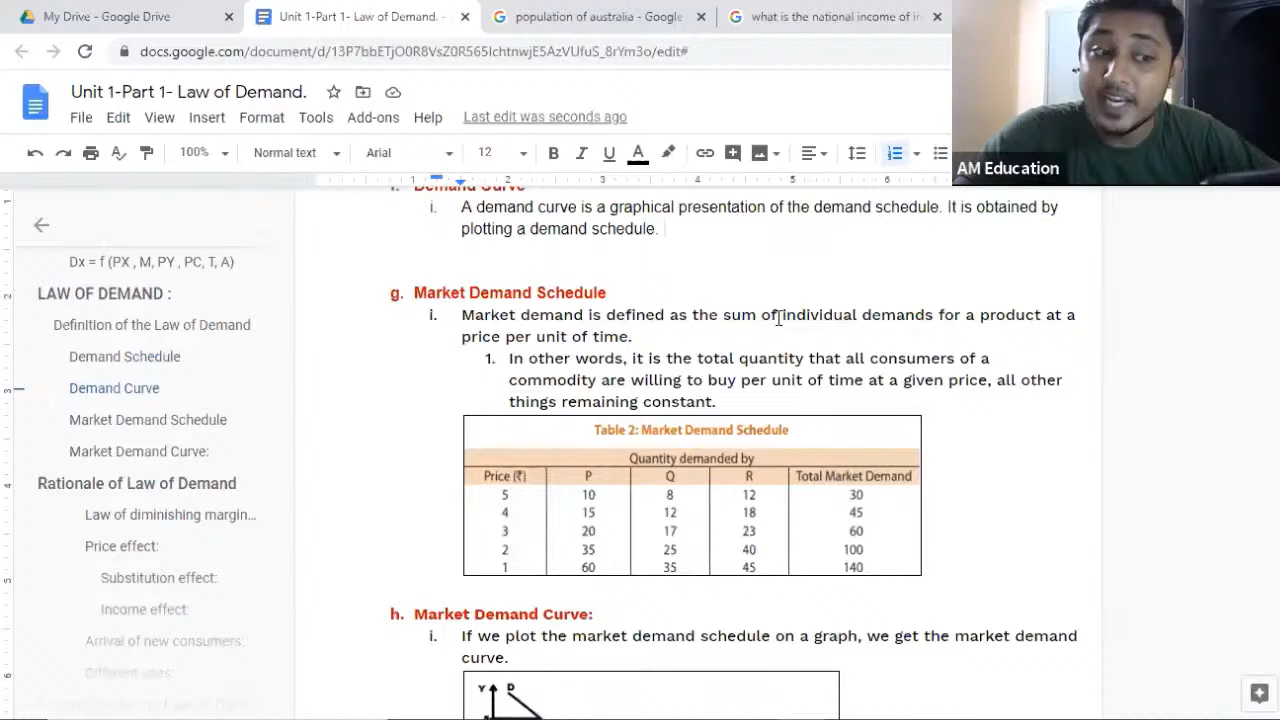 My Drive - Google Drive
Unit 1-Part 1- Law of Demand. -
population of australia - Google
what is the national income of in
docs.google.com/document/d/13P7bbETjO0R8VsZ0R565IchtnwjE5AzVUfuS_8rYm3o/edit#
Unit 1-Part 1- Law of Demand.
File Edit View Insert Format Tools Add-ons Help Last edit was seconds ago
100% Normal text Arial 12 B I U A
AM Education
1 2 3 4 5 6
Dx = f (PX , M, PY , PC, T, A)
LAW OF DEMAND :
Definition of the Law of Demand
Demand Schedule
Demand Curve
Market Demand Schedule
Market Demand Curve:
Rationale of Law of Demand
Law of diminishing margin...
Price effect:
Substitution effect:
Income effect:
Arrival of new consumers:
Different uses:
f. Demand Curve
i. A demand curve is a graphical presentation of the demand schedule. It is obtained by
plotting a demand schedule.
g. Market Demand Schedule
i. Market demand is defined as the sum of individual demands for a product at a
price per unit of time.
1. In other words, it is the total quantity that all consumers of a
commodity are willing to buy per unit of time at a given price, all other
things remaining constant.
Table 2: Market Demand Schedule
Quantity demanded by
Price (₹) P Q R Total Market Demand
5 10 8 12 30
4 15 12 18 45
3 20 17 23 60
2 35 25 40 100
1 60 35 45 140
h. Market Demand Curve:
i. If we plot the market demand schedule on a graph, we get the market demand
curve.
Y D